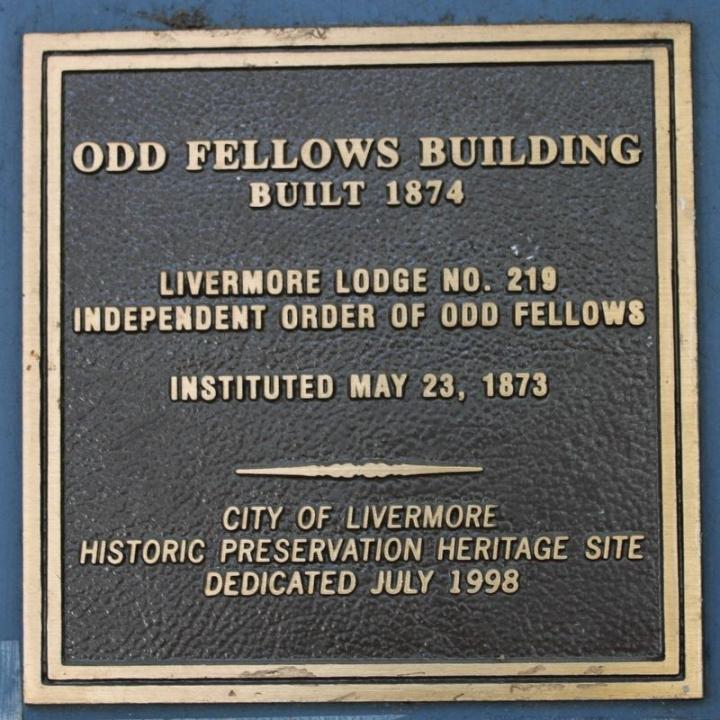 ODD FELLOWS BUILDING
BUILT 1874
LIVERMORE LODGE NO. 219
INDEPENDENT ORDER OF ODD FELLOWS
INSTITUTED MAY 23, 1873
CITY OF LIVERMORE
HISTORIC PRESERVATION HERITAGE SITE
DEDICATED JULY 1998